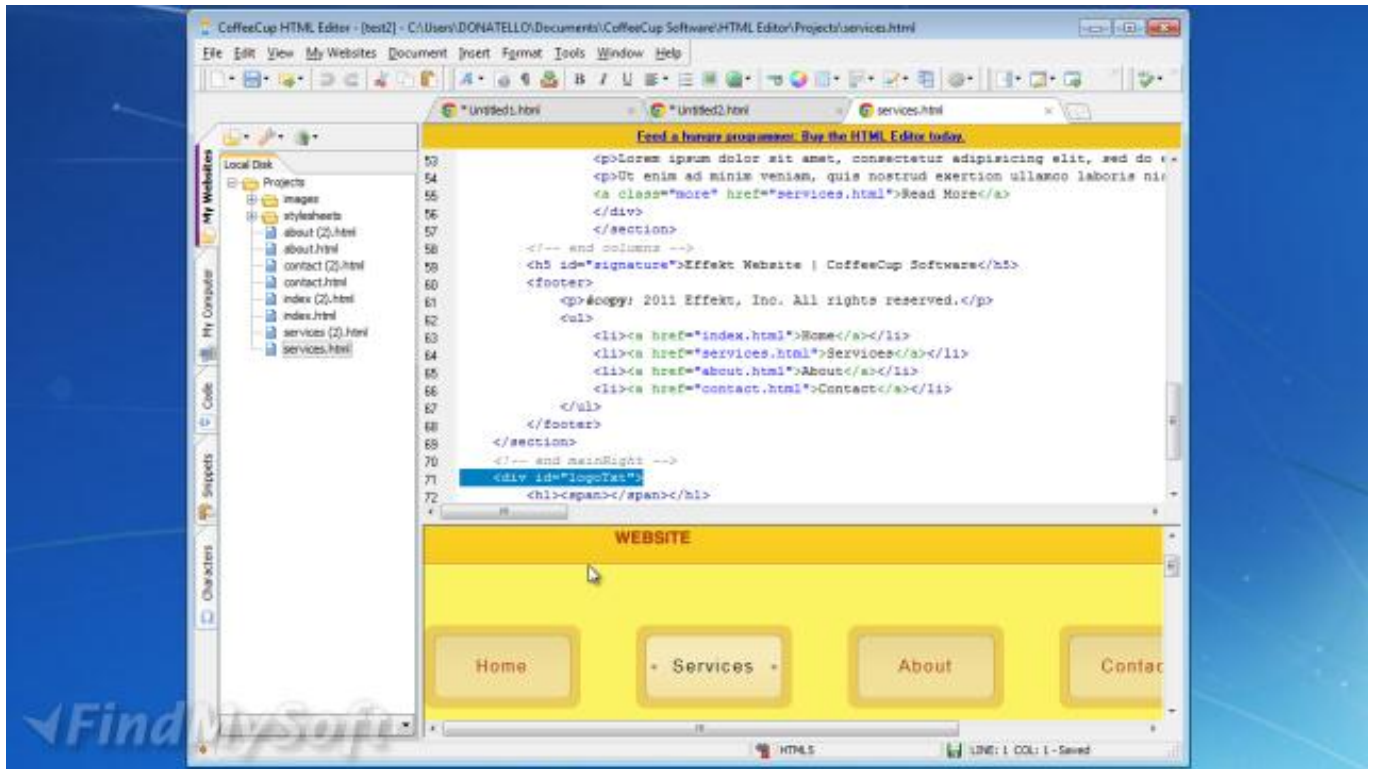 CoffeeCup HTML Editor - [test2] - C:\Users\DONATELLO\Documents\CoffeeCup Software\HTML Editor\Projects\services.html
File Edit View My Websites Document Insert Format Tools Window Help
* Untitled1.html
* Untitled2.html
services.html
Feed a hungry programmer: Buy the HTML Editor today.
My Websites
My Computer
Code
Snippets
Characters
Local Disk
Projects
images
stylesheets
about (2).html
about.html
contact (2).html
contact.html
index (2).html
index.html
services (2).html
services.html
53 <p>Lorem ipsum dolor sit amet, consectetur adipisicing elit, sed do
54 <p>Ut enim ad minim veniam, quis nostrud exertion ullamco laboris
55 <a class="more" href="services.html">Read More</a>
56 </div>
57 </section>
58 <!-- end columns -->
59 <h5 id="signature">Effekt Website | CoffeeCup Software</h5>
60 <footer>
61 <p>&copy; 2011 Effekt, Inc. All rights reserved.</p>
62 <ul>
63 <li><a href="index.html">Home</a></li>
64 <li><a href="services.html">Services</a></li>
65 <li><a href="about.html">About</a></li>
66 <li><a href="contact.html">Contact</a></li>
67 </ul>
68 </footer>
69 </section>
70 <!-- end mainRight -->
71 <div id="logoTxt">
72 <h1><span></span></h1>
WEBSITE
Home
Services
About
Contac
HTML5
LINE: 1 COL: 1 - Saved
FindMySoft